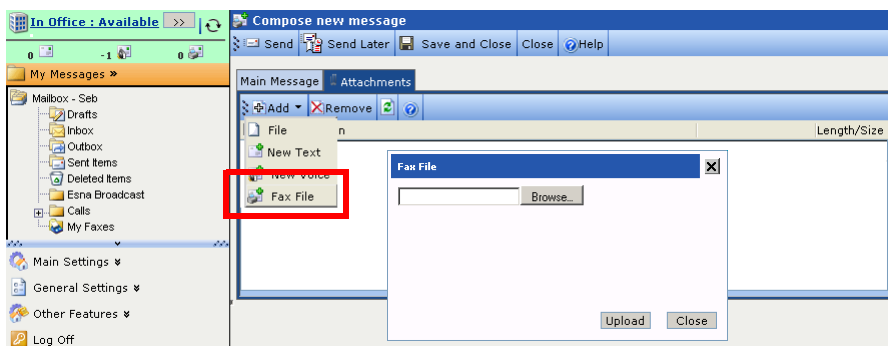 In Office : Available >>
0 -1 0
My Messages »
Mailbox - Seb
Drafts
Inbox
Outbox
Sent Items
Deleted Items
Esna Broadcast
Calls
My Faxes
Main Settings
General Settings
Other Features
Log Off
Compose new message
Send Send Later Save and Close Close Help
Main Message Attachments
Add Remove
n Length/Size
File
New Text
New Voice
Fax File
Fax File
Browse...
Upload Close